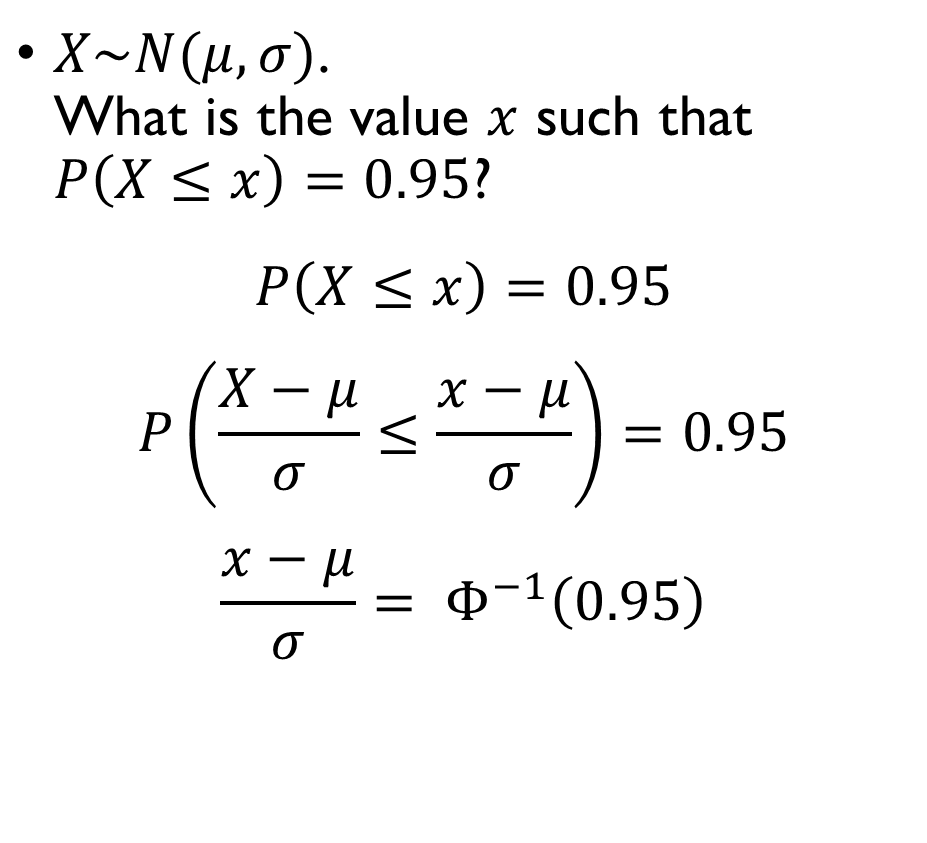 • X~N(μ, σ).
What is the value x such that
P(X ≤ x) = 0.95?
P(X ≤ x) = 0.95
P((X − μ)/σ ≤ (x − μ)/σ) = 0.95
(x − μ)/σ = Φ⁻¹(0.95)